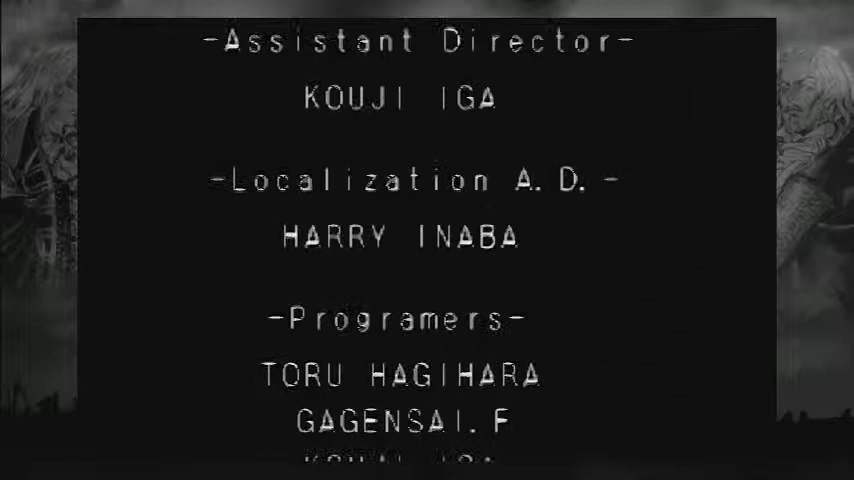 -Assistant Director-
KOUJI IGA
-Localization A. D. -
HARRY INABA
-Programers-
TORU HAGIHARA
GAGENSAI. F